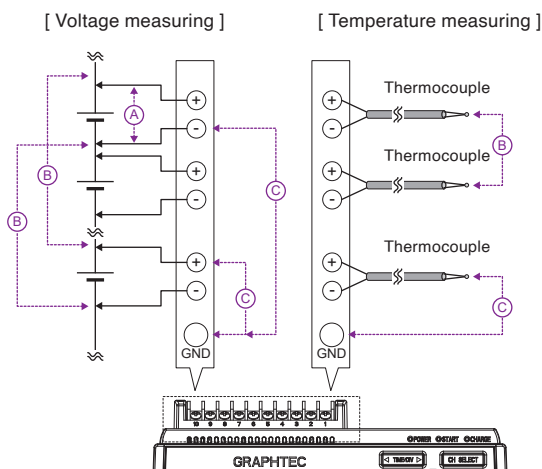 [ Voltage measuring ]
[ Temperature measuring ]
Thermocouple
+
+
A
-
-
B
Thermocouple
B
C
+
+
B
-
-
Thermocouple
+
+
C
-
-
C
GND
GND
10 9 8 7 6 5 4 3 2 1
POWER START CHARGE
GRAPHTEC
TIME/DIV
CH SELECT